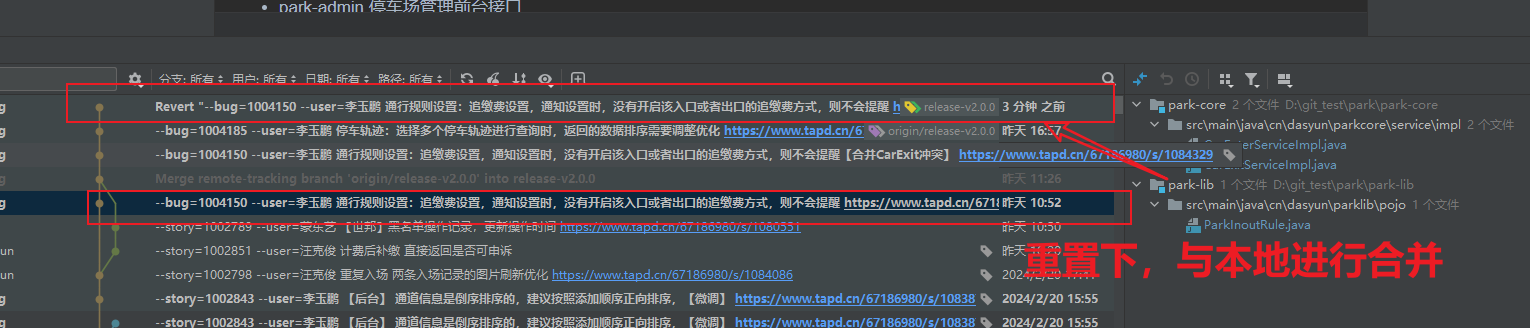 • park-admin 停车场管理前台接口
分支: 所有 用户: 所有 日期: 所有 路径: 所有
g Revert "--bug=1004150 --user=李玉鹏 通行规则设置：追缴费设置，通知设置时，没有开启该入口或者出口的追缴费方式，则不会提醒 h release-v2.0.0 3 分钟 之前
g --bug=1004185 --user=李玉鹏 停车轨迹：选择多个停车轨迹进行查询时，返回的数据排序需要调整优化 https://www.tapd.cn/6 origin/release-v2.0.0 昨天 16:57
g --bug=1004150 --user=李玉鹏 通行规则设置：追缴费设置，通知设置时，没有开启该入口或者出口的追缴费方式，则不会提醒【合并CarExit冲突】 https://www.tapd.cn/67186980/s/1084329
g Merge remote-tracking branch 'origin/release-v2.0.0' into release-v2.0.0 昨天 11:26
g --bug=1004150 --user=李玉鹏 通行规则设置：追缴费设置，通知设置时，没有开启该入口或者出口的追缴费方式，则不会提醒 https://www.tapd.cn/6718 昨天 10:52
--story=1002789 --user=蒙东艺 【世邦】黑名单操作记录，更新操作时间 https://www.tapd.cn/67186980/s/1080551 昨天 10:50
un --story=1002851 --user=汪克俊 计费后补缴 直接返回是否可申诉 昨天
un --story=1002798 --user=汪克俊 重复入场 两条入场记录的图片刷新优化 https://www.tapd.cn/67186980/s/1084086 2024/2/20
g --story=1002843 --user=李玉鹏 【后台】 通道信息是倒序排序的，建议按照添加顺序正向排序，【微调】 https://www.tapd.cn/67186980/s/10838 2024/2/20 15:55
g --story=1002843 --user=李玉鹏 【后台】 通道信息是倒序排序的，建议按照添加顺序正向排序，【微调】 https://www.tapd.cn/67186980/s/10838 2024/2/20 15:55
park-core 2 个文件 D:\git_test\park\park-core
src\main\java\cn\dasyun\parkcore\service\impl 2 个文件
ServiceImpl.java
ServiceImpl.java
park-lib 1 个文件 D:\git_test\park\park-lib
src\main\java\cn\dasyun\parklib\pojo 1 个文件
ParkInoutRule.java
重置下，与本地进行合并